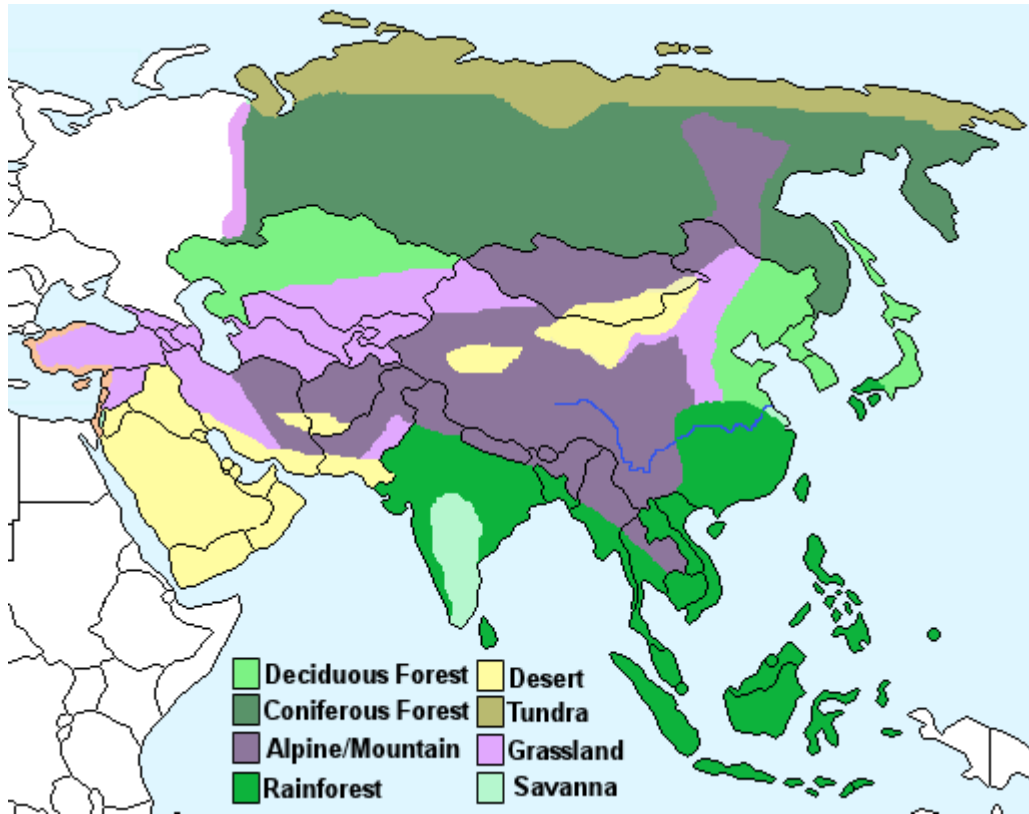 Deciduous Forest
Desert
Coniferous Forest
Tundra
Alpine/Mountain
Grassland
Rainforest
Savanna